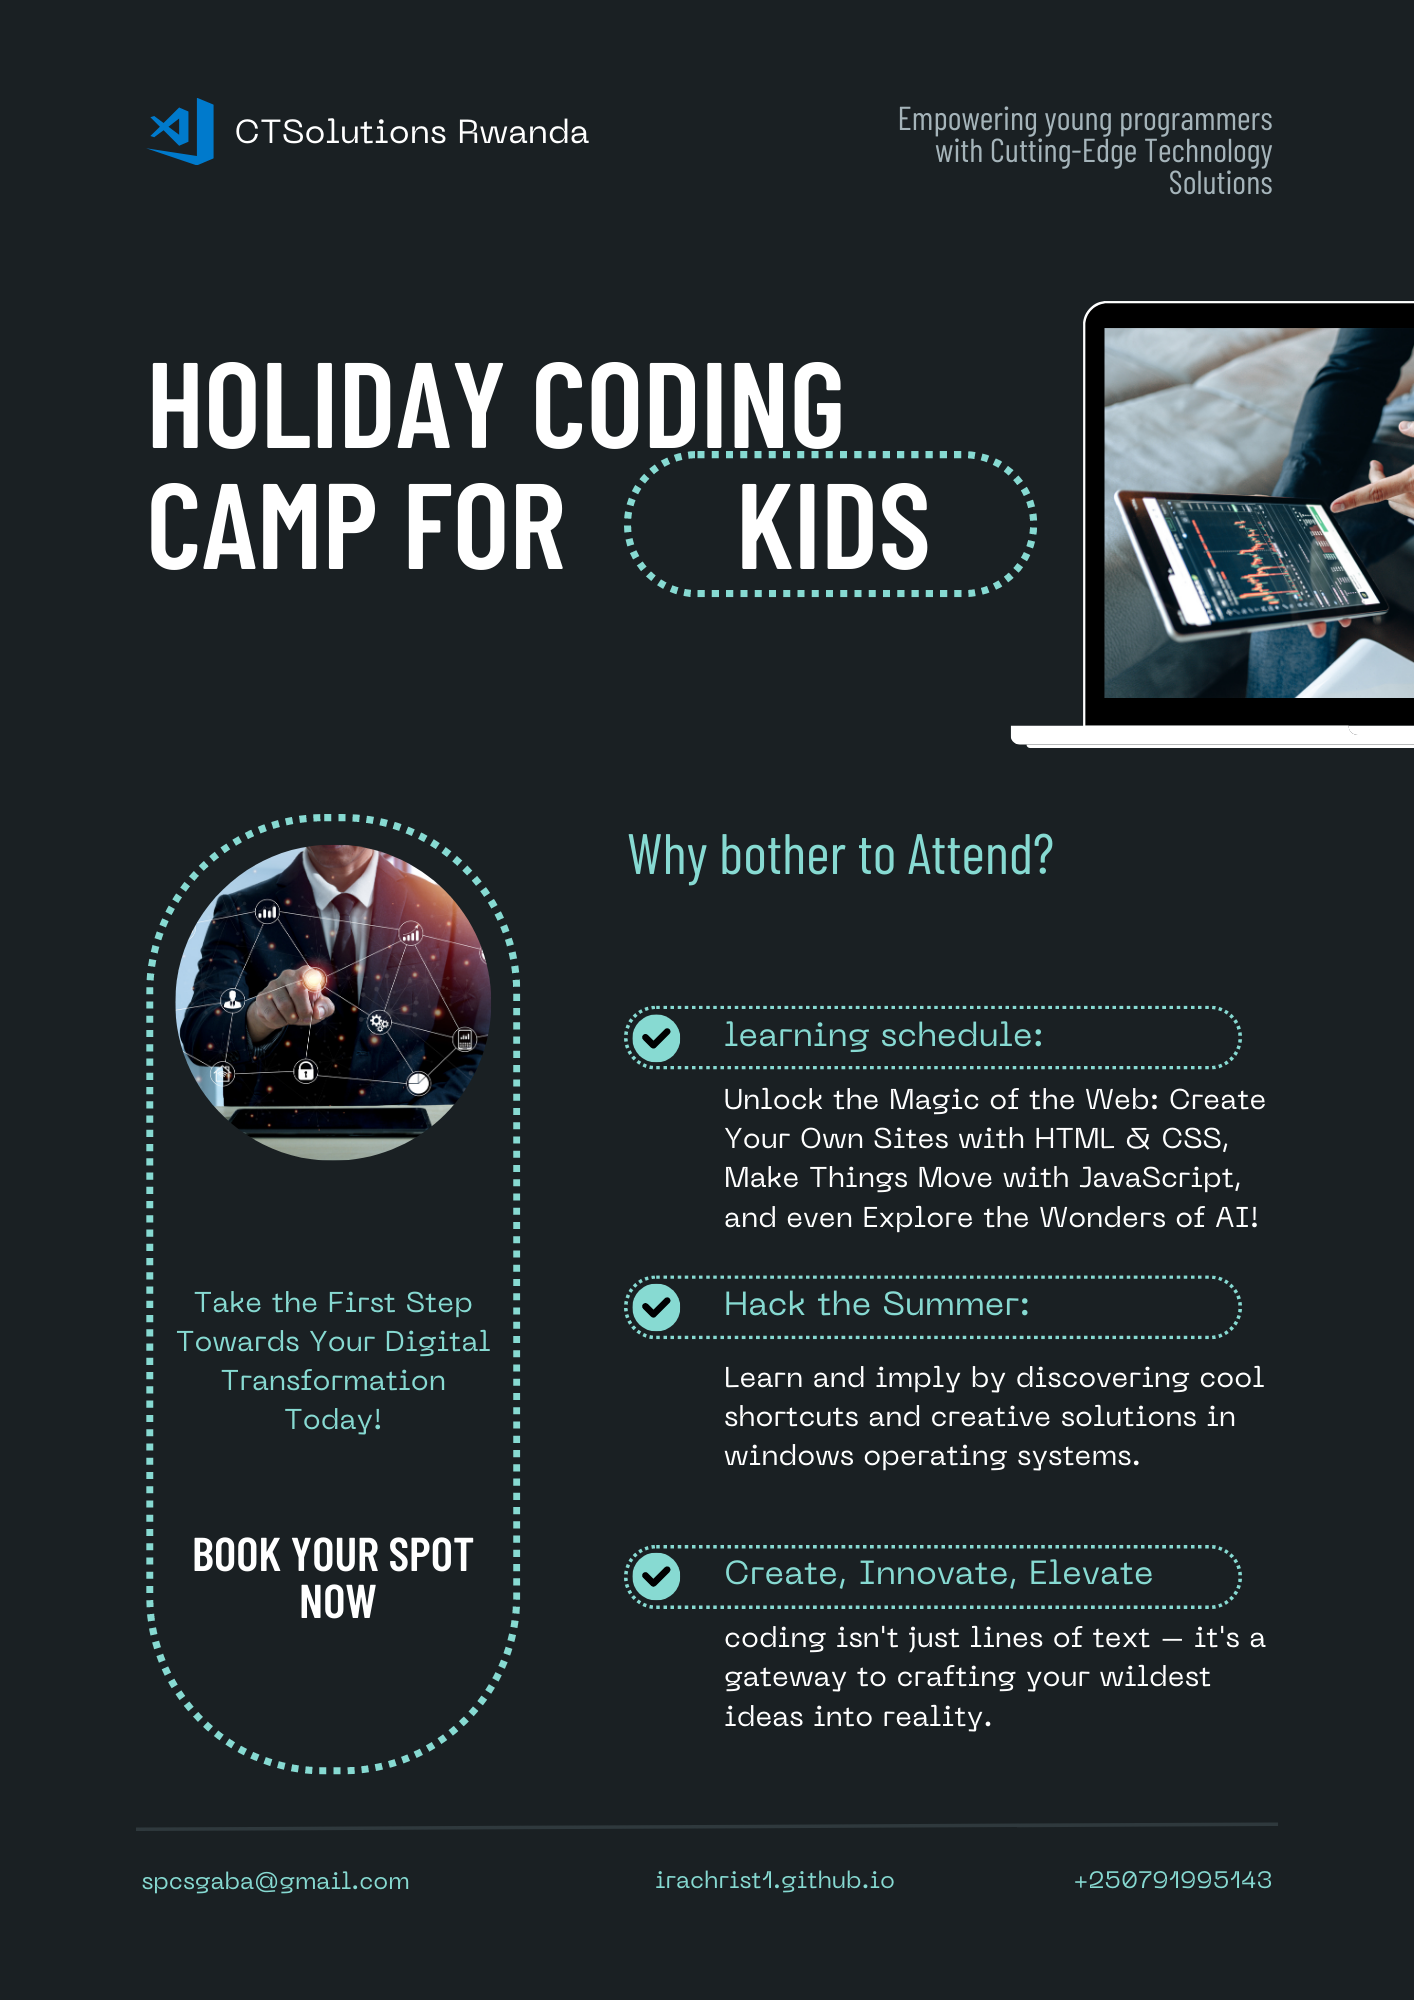 CTSolutions Rwanda
Empowering young programmers
with Cutting-Edge Technology
Solutions
HOLIDAY CODING
CAMP FOR KIDS
Take the First Step
Towards Your Digital
Transformation
Today!
BOOK YOUR SPOT
NOW
Why bother to Attend?
learning schedule:
Unlock the Magic of the Web: Create
Your Own Sites with HTML & CSS,
Make Things Move with JavaScript,
and even Explore the Wonders of AI!
Hack the Summer:
Learn and imply by discovering cool
shortcuts and creative solutions in
windows operating systems.
Create, Innovate, Elevate
coding isn't just lines of text — it's a
gateway to crafting your wildest
ideas into reality.
spcsgaba@gmail.com
irachrist1.github.io
+250791995143